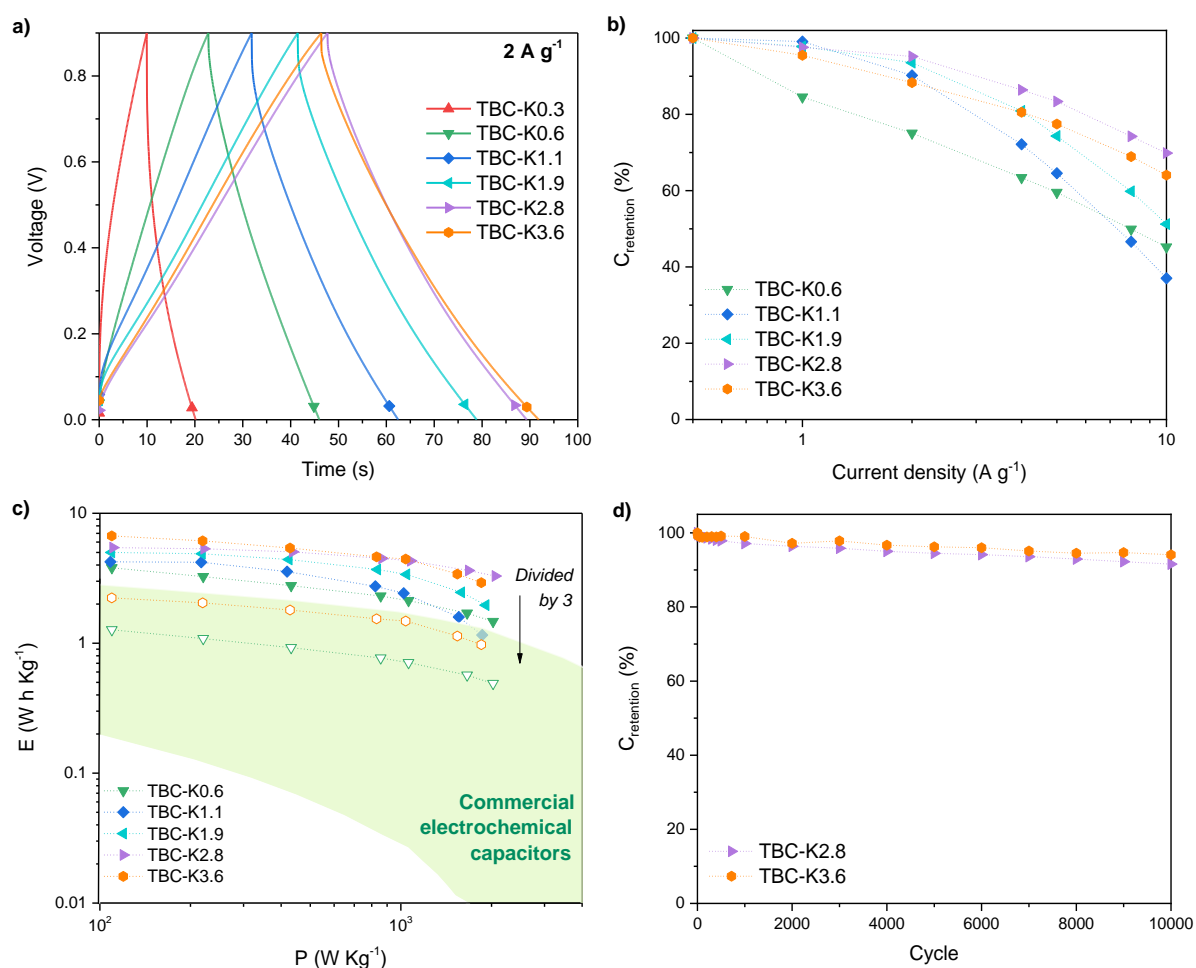 a)
2 A g⁻¹
TBC-K0.3
TBC-K0.6
TBC-K1.1
TBC-K1.9
TBC-K2.8
TBC-K3.6
0.8
0.6
0.4
0.2
0.0
Voltage (V)
0 10 20 30 40 50 60 70 80 90 100
Time (s)
b)
100
80
60
40
20
0
C retention (%)
TBC-K0.6
TBC-K1.1
TBC-K1.9
TBC-K2.8
TBC-K3.6
1 10
Current density (A g⁻¹)
c)
10
1
0.1
0.01
E (W h Kg⁻¹)
Divided
by 3
TBC-K0.6
TBC-K1.1
TBC-K1.9
TBC-K2.8
TBC-K3.6
Commercial
electrochemical
capacitors
10² 10³
P (W Kg⁻¹)
d)
100
80
60
40
20
0
C retention (%)
TBC-K2.8
TBC-K3.6
0 2000 4000 6000 8000 10000
Cycle